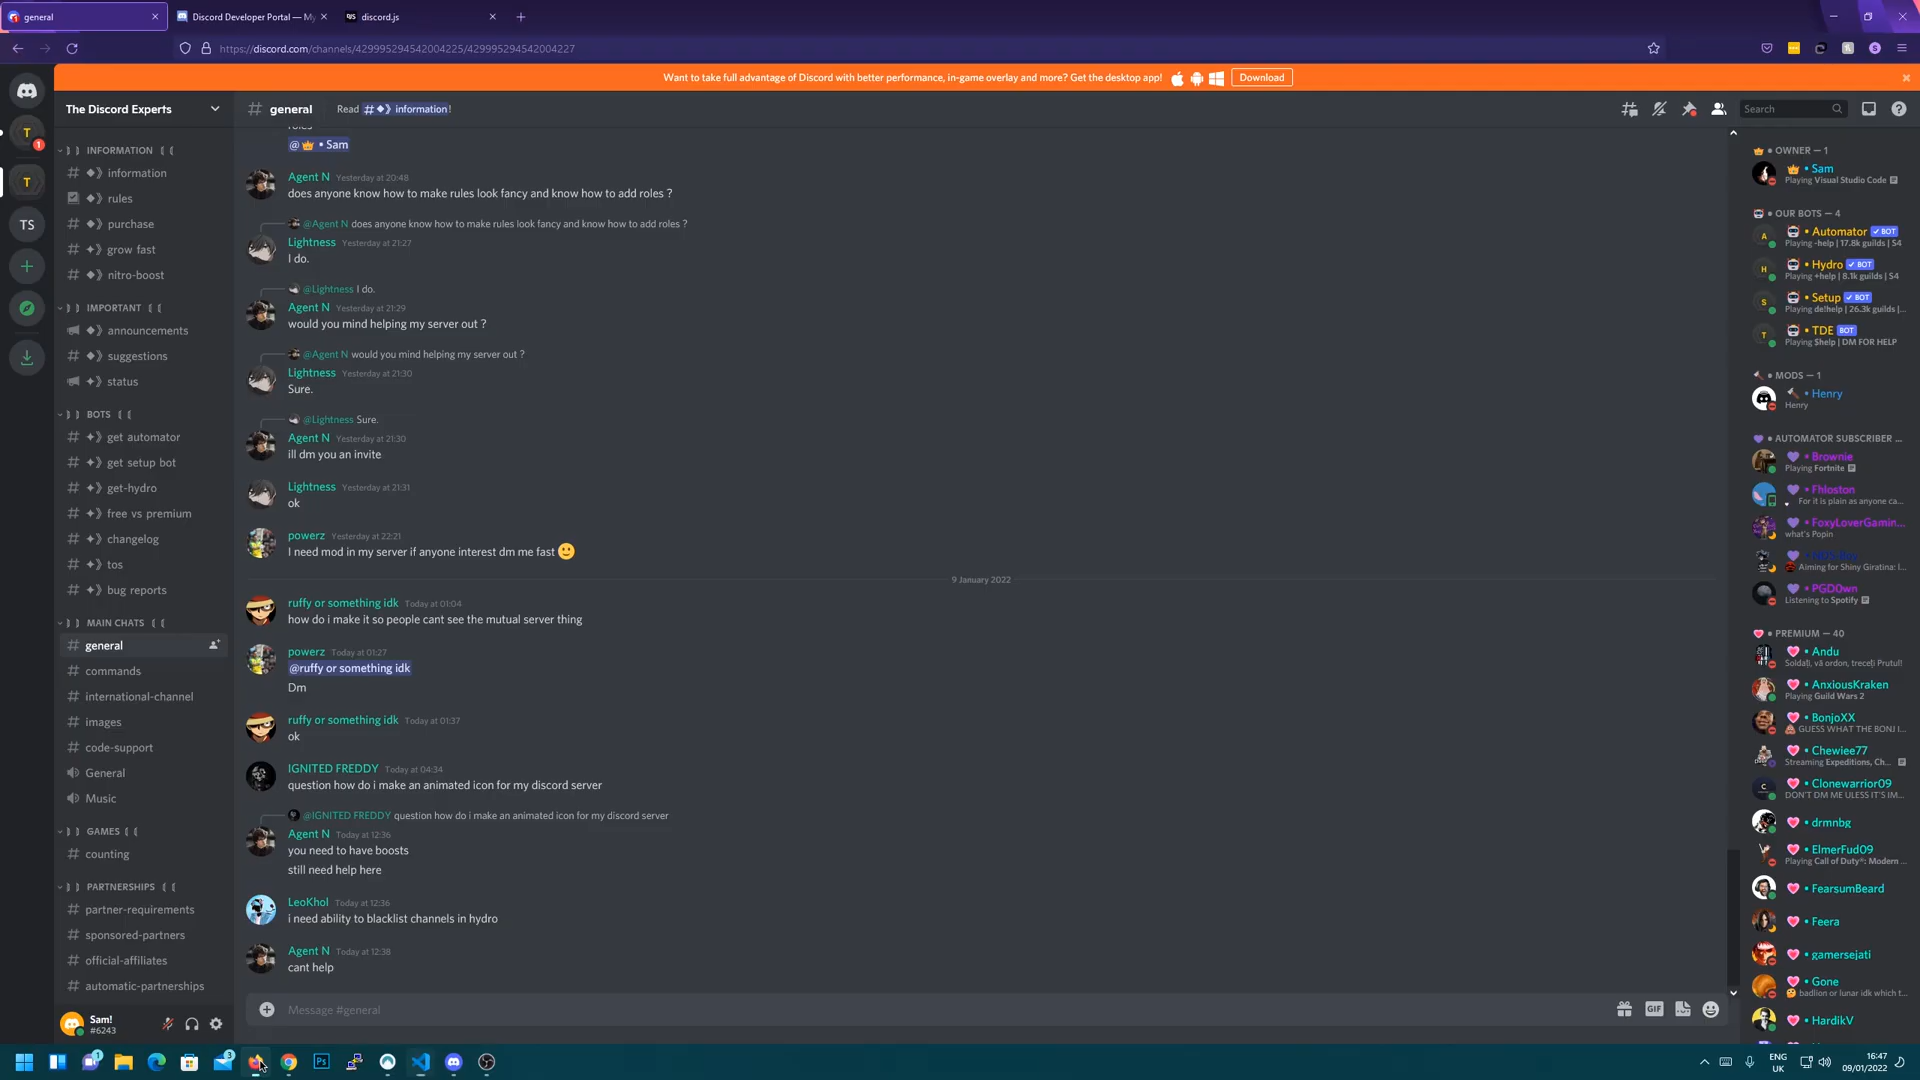 general
Discord Developer Portal — My
discord.js
https://discord.com/channels/429995294542004225/429995294542004227
Want to take full advantage of Discord with better performance, in-game overlay and more? Get the desktop app!
Download
The Discord Experts
general
Read # ◆》 information!
Search
INFORMATION
◆》 information
◆》 rules
◆》 purchase
✦》 grow fast
◆》 nitro-boost
IMPORTANT
◆》 announcements
◆》 suggestions
✦》 status
BOTS
✦》 get automator
✦》 get setup bot
✦》 get-hydro
✦》 free vs premium
✦》 changelog
✦》 tos
✦》 bug reports
MAIN CHATS
general
commands
international-channel
images
code-support
General
Music
GAMES
counting
PARTNERSHIPS
partner-requirements
sponsored-partners
official-affiliates
automatic-partnerships
Sam!
#6243
T
1
T
TS
roles
@👑 • Sam
Agent N Yesterday at 20:48
does anyone know how to make rules look fancy and know how to add roles ?
@Agent N does anyone know how to make rules look fancy and know how to add roles ?
Lightness Yesterday at 21:27
I do.
@Lightness I do.
Agent N Yesterday at 21:29
would you mind helping my server out ?
@Agent N would you mind helping my server out ?
Lightness Yesterday at 21:30
Sure.
@Lightness Sure.
Agent N Yesterday at 21:30
ill dm you an invite
Lightness Yesterday at 21:31
ok
powerz Yesterday at 22:21
I need mod in my server if anyone interest dm me fast 🙂
9 January 2022
ruffy or something idk Today at 01:04
how do i make it so people cant see the mutual server thing
powerz Today at 01:27
@ruffy or something idk
Dm
ruffy or something idk Today at 01:37
ok
IGNITED FREDDY Today at 04:34
question how do i make an animated icon for my discord server
@IGNITED FREDDY question how do i make an animated icon for my discord server
Agent N Today at 12:36
you need to have boosts
still need help here
LeoKhol Today at 12:36
i need ability to blacklist channels in hydro
Agent N Today at 12:38
cant help
Message #general
GIF
OWNER — 1
• Sam
Playing Visual Studio Code
OUR BOTS — 4
A
• Automator ✓ BOT
Playing -help | 17.8k guilds | S4
H
• Hydro ✓ BOT
Playing +help | 8.1k guilds | S4
S
• Setup ✓ BOT
Playing de!help | 26.3k guilds |...
T
• TDE BOT
Playing $help | DM FOR HELP
MODS — 1
• Henry
Henry
AUTOMATOR SUBSCRIBER ...
• Brownie
Playing Fortnite
• Fhloston
For it is plain as anyone ca...
• FoxyLoverGamin...
what's Popin
Aiming for Shiny Giratina: I...
• PGD0wn
Listening to Spotify
PREMIUM — 40
• Andu
Soldați, vă ordon, treceți Prutul!
• AnxiousKraken
Playing Guild Wars 2
• BonjoXX
GUESS WHAT THE BONJ I...
• Chewiee77
Streaming Expeditions, Ch...
• Clonewarrior09
DON'T DM ME ULESS IT'S IM...
• drmnbg
• ElmerFud09
Playing Call of Duty®: Modern ...
• FearsumBeard
• Feera
• gamersejati
• Gone
badlion or lunar idk which t...
• HardikV
1
3
Ps
ENG
UK
16:47
09/01/2022